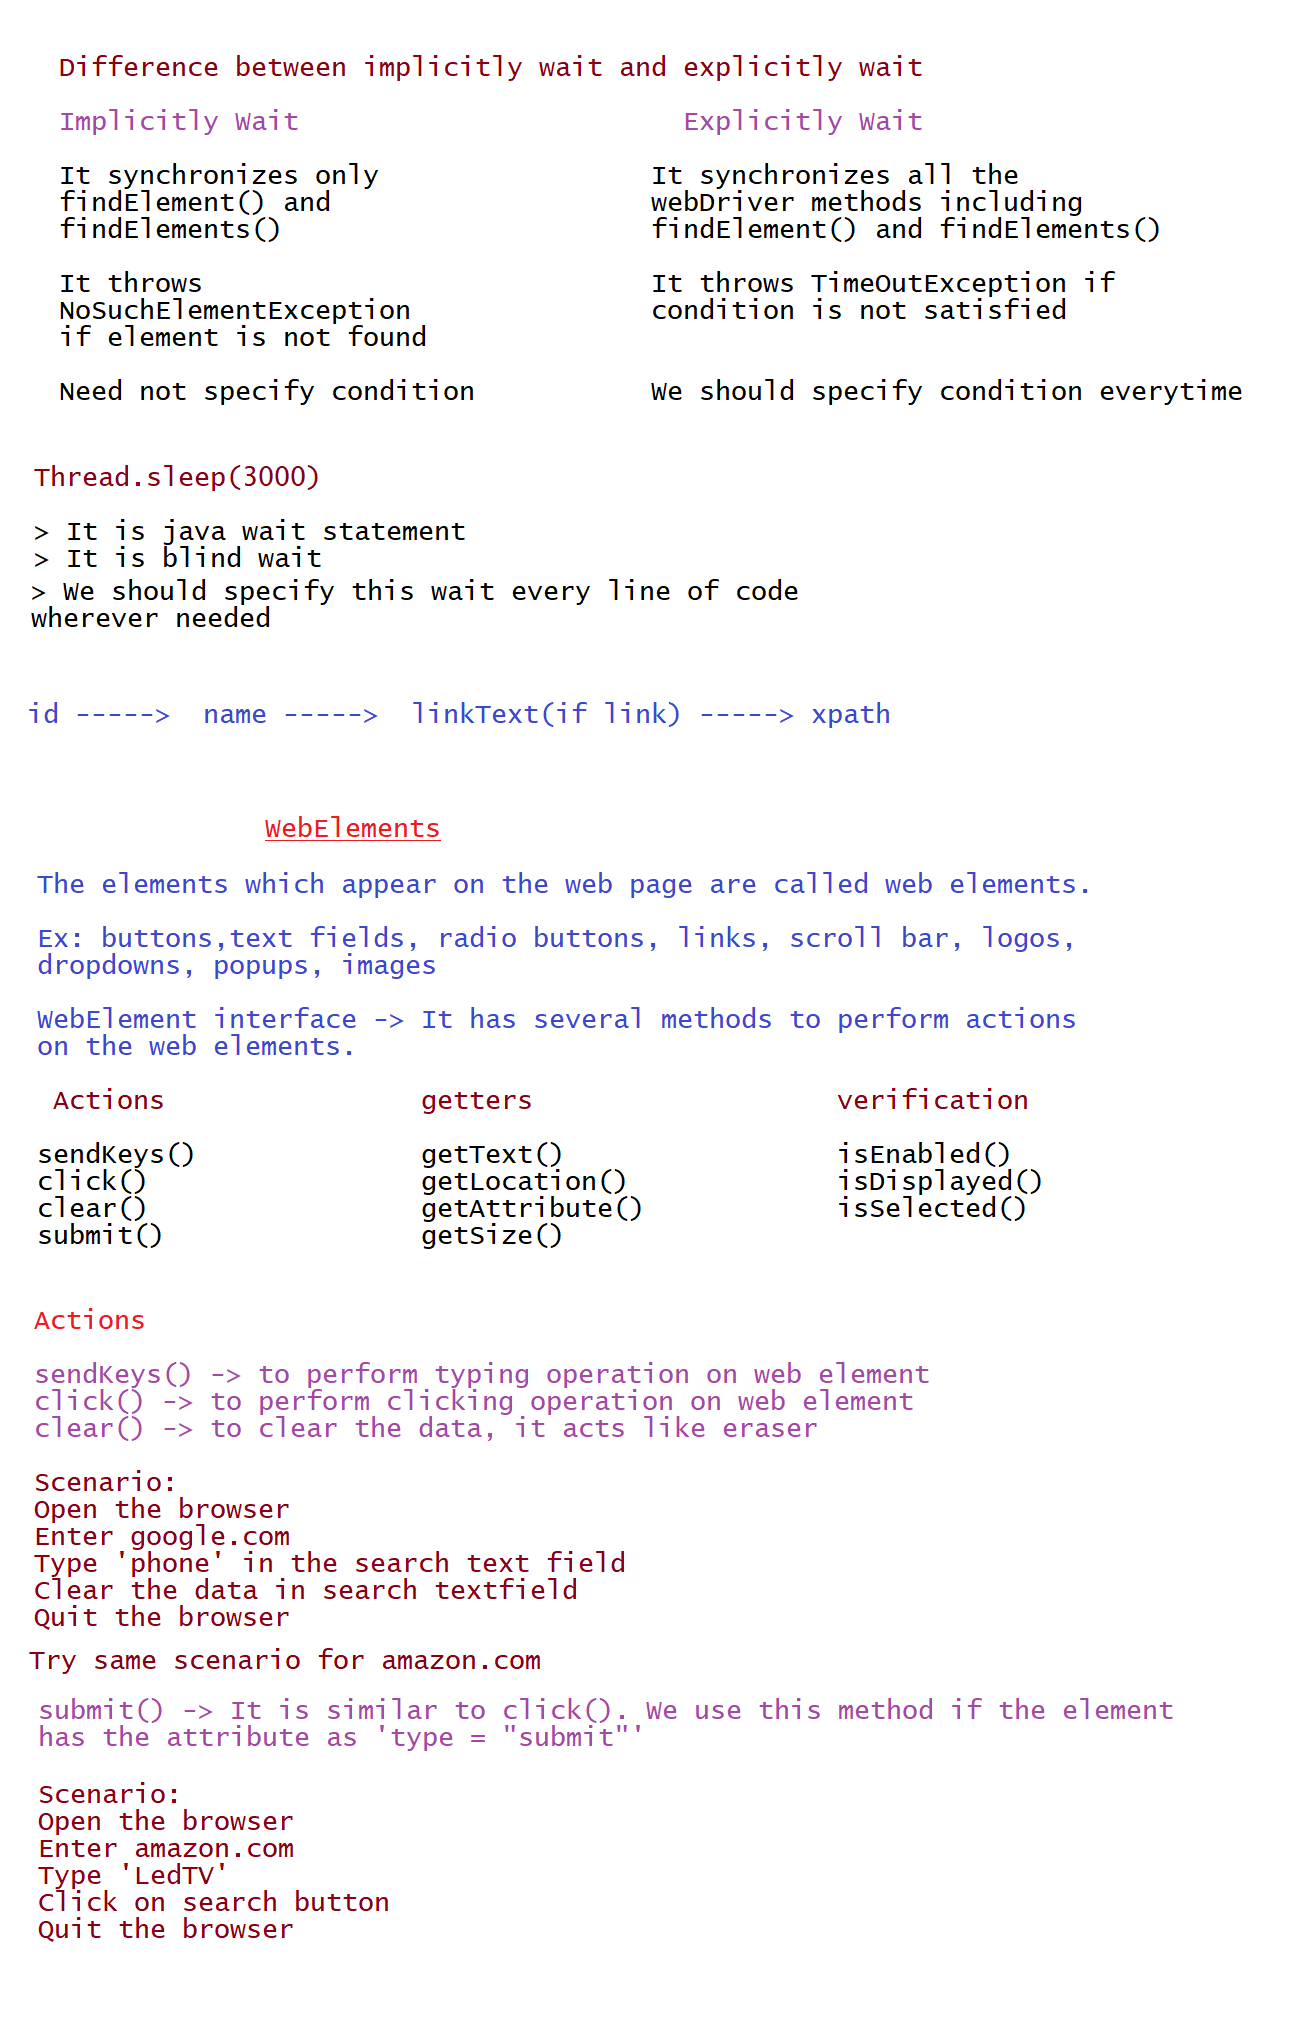 Difference between implicitly wait and explicitly wait
Implicitly Wait                        Explicitly Wait
It synchronizes only                 It synchronizes all the
findElement() and                    webDriver methods including
findElements()                       findElement() and findElements()
It throws                            It throws TimeOutException if
NoSuchElementException               condition is not satisfied
if element is not found
Need not specify condition           We should specify condition everytime
Thread.sleep(3000)
> It is java wait statement
> It is blind wait
> We should specify this wait every line of code
wherever needed
id ----->  name ----->  linkText(if link) -----> xpath
WebElements
The elements which appear on the web page are called web elements.
Ex: buttons,text fields, radio buttons, links, scroll bar, logos,
dropdowns, popups, images
WebElement interface -> It has several methods to perform actions
on the web elements.
Actions                getters                   verification
sendKeys()              getText()                 isEnabled()
click()                 getLocation()             isDisplayed()
clear()                 getAttribute()            isSelected()
submit()                getSize()
Actions
sendKeys() -> to perform typing operation on web element
click() -> to perform clicking operation on web element
clear() -> to clear the data, it acts like eraser
Scenario:
Open the browser
Enter google.com
Type 'phone' in the search text field
Clear the data in search textfield
Quit the browser
Try same scenario for amazon.com
submit() -> It is similar to click(). We use this method if the element
has the attribute as 'type = "submit"'
Scenario:
Open the browser
Enter amazon.com
Type 'LedTV'
Click on search button
Quit the browser